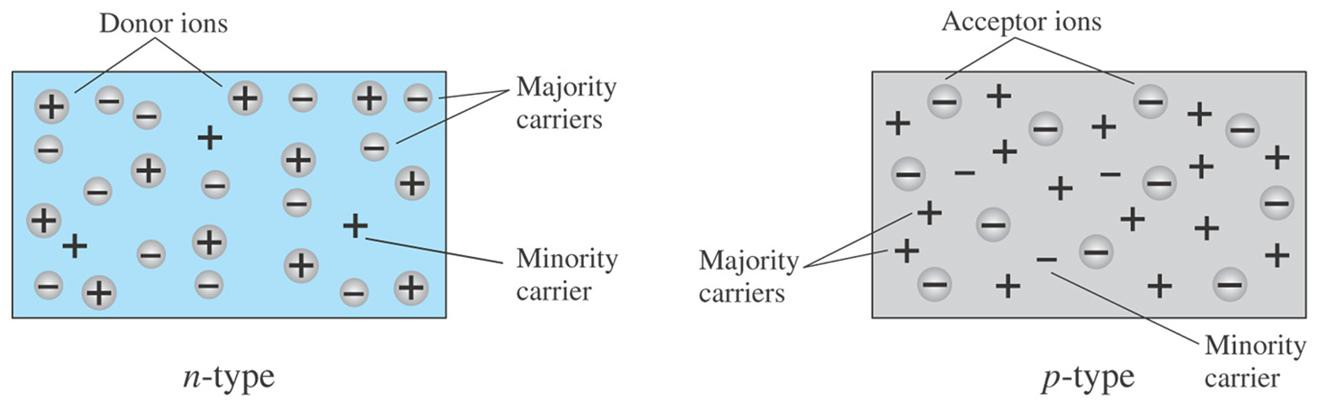 Donor ions
Majority
carriers
Minority
carrier
n-type
Acceptor ions
Majority
carriers
Minority
carrier
p-type